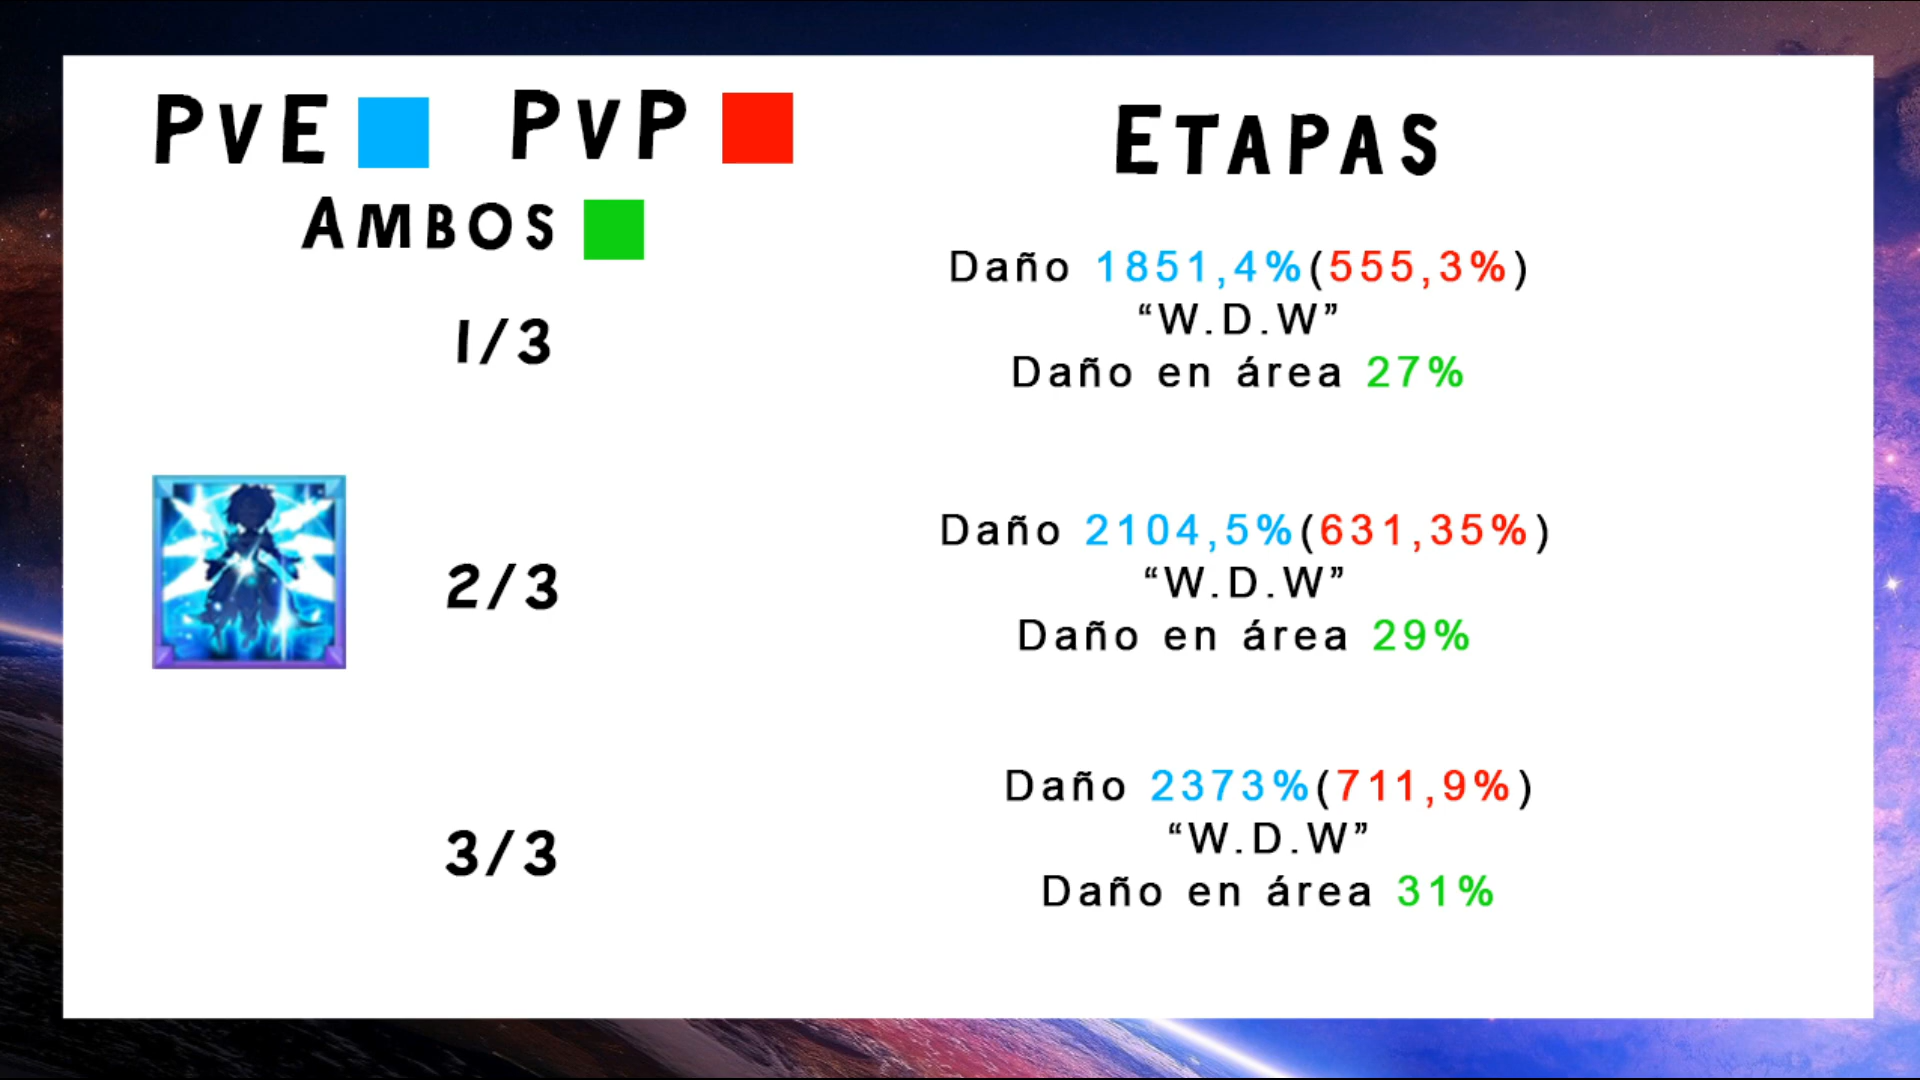 PvE
PvP
Ambos
Etapas
1/3
Daño 1851,4%(555,3%)
“W.D.W”
Daño en área 27%
2/3
Daño 2104,5%(631,35%)
“W.D.W”
Daño en área 29%
3/3
Daño 2373%(711,9%)
“W.D.W”
Daño en área 31%